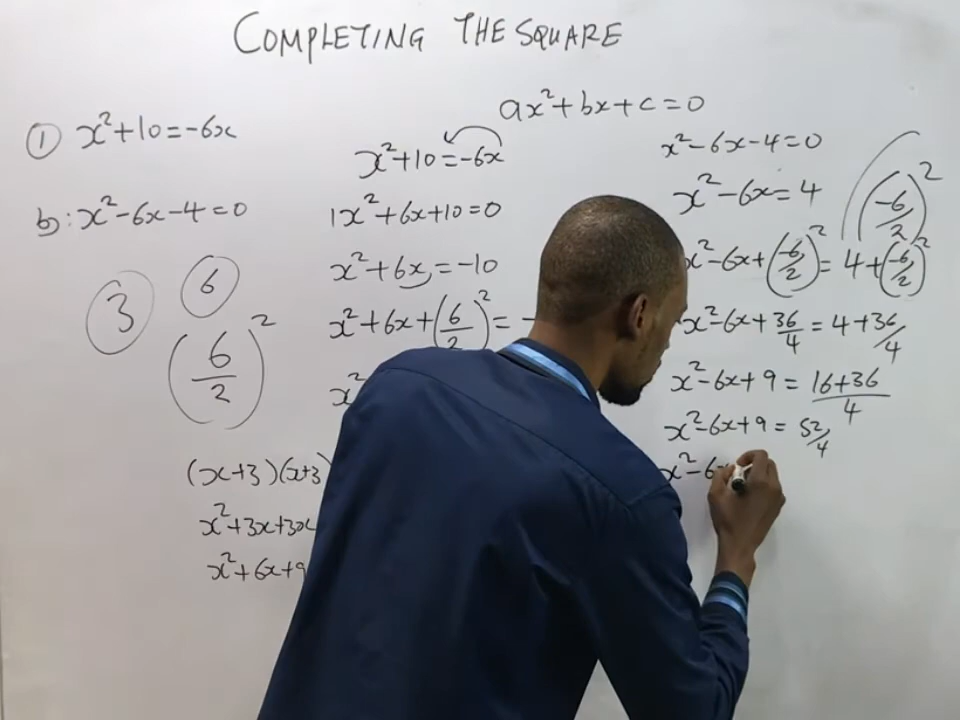 COMPLETING THE SQUARE
ax²+bx+c=0
① x²+10=-6x
b): x²-6x-4=0
3
6
(6/2)²
(x+3)(x+3)
x²+3x+3x
x²+6x+9
x²+10=-6x
1x²+6x+10=0
x²+6x=-10
x²+6x+(6/2)²=-
x²
x²-6x-4=0
x²-6x=4
(-6/2)²
x²-6x+(-6/2)²=4+(-6/2)²
x²-6x+36/4=4+36/4
x²-6x+9=16+36/4
x²-6x+9=52/4
x²-6x